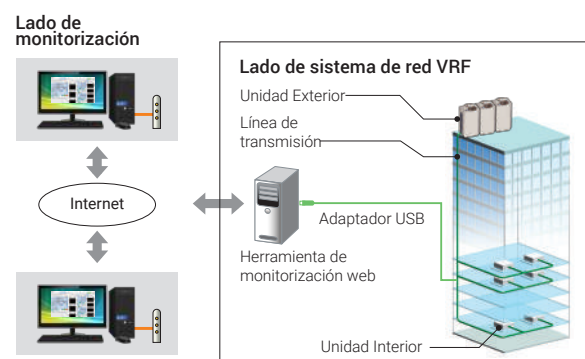 Lado de
monitorización
Internet
Lado de sistema de red VRF
Unidad Exterior
Línea de
transmisión
Adaptador USB
Herramienta de
monitorización web
Unidad Interior